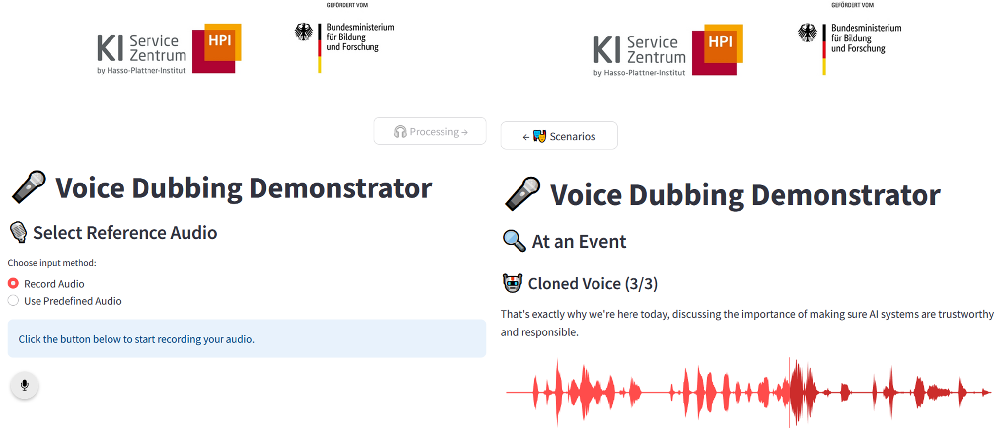 GEFÖRDERT VOM
KI Service Zentrum
by Hasso-Plattner-Institut
HPI
Bundesministerium
für Bildung
und Forschung
Processing →
🎤 Voice Dubbing Demonstrator
🎙️ Select Reference Audio
Choose input method:
Record Audio
Use Predefined Audio
Click the button below to start recording your audio.
GEFÖRDERT VOM
KI Service Zentrum
by Hasso-Plattner-Institut
HPI
Bundesministerium
für Bildung
und Forschung
← 🎭 Scenarios
🎤 Voice Dubbing Demonstrator
🔍 At an Event
🤖 Cloned Voice (3/3)
That's exactly why we're here today, discussing the importance of making sure AI systems are trustworthy
and responsible.